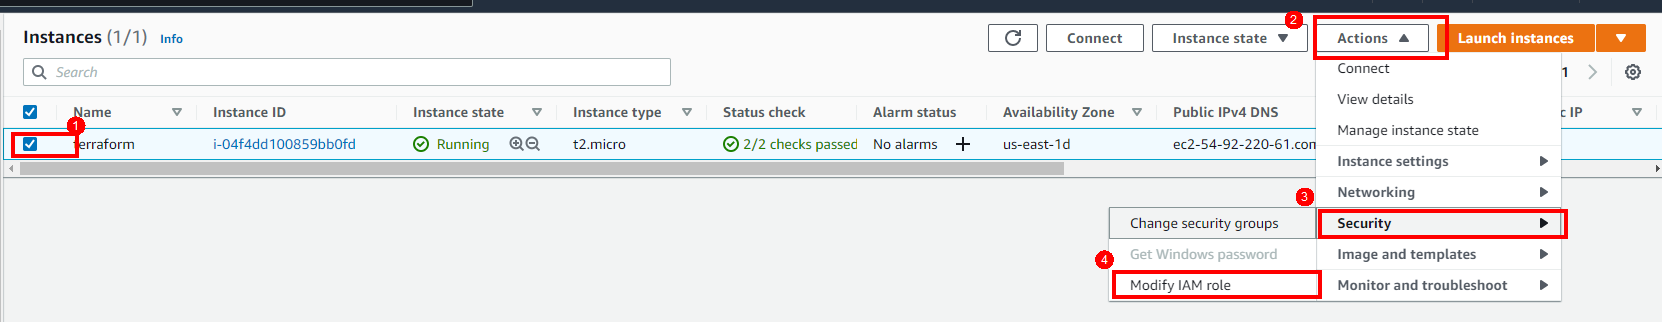 Instances (1/1) Info
2
Connect
Instance state
Actions
Launch instances
Search
1
Connect
View details
Manage instance state
Instance settings
Networking
3
Security
Image and templates
Monitor and troubleshoot
Name
Instance ID
Instance state
Instance type
Status check
Alarm status
Availability Zone
Public IPv4 DNS
IP
1
terraform
i-04f4dd100859bb0fd
Running
t2.micro
2/2 checks passed
No alarms
us-east-1d
ec2-54-92-220-61.com
Change security groups
4
Get Windows password
Modify IAM role